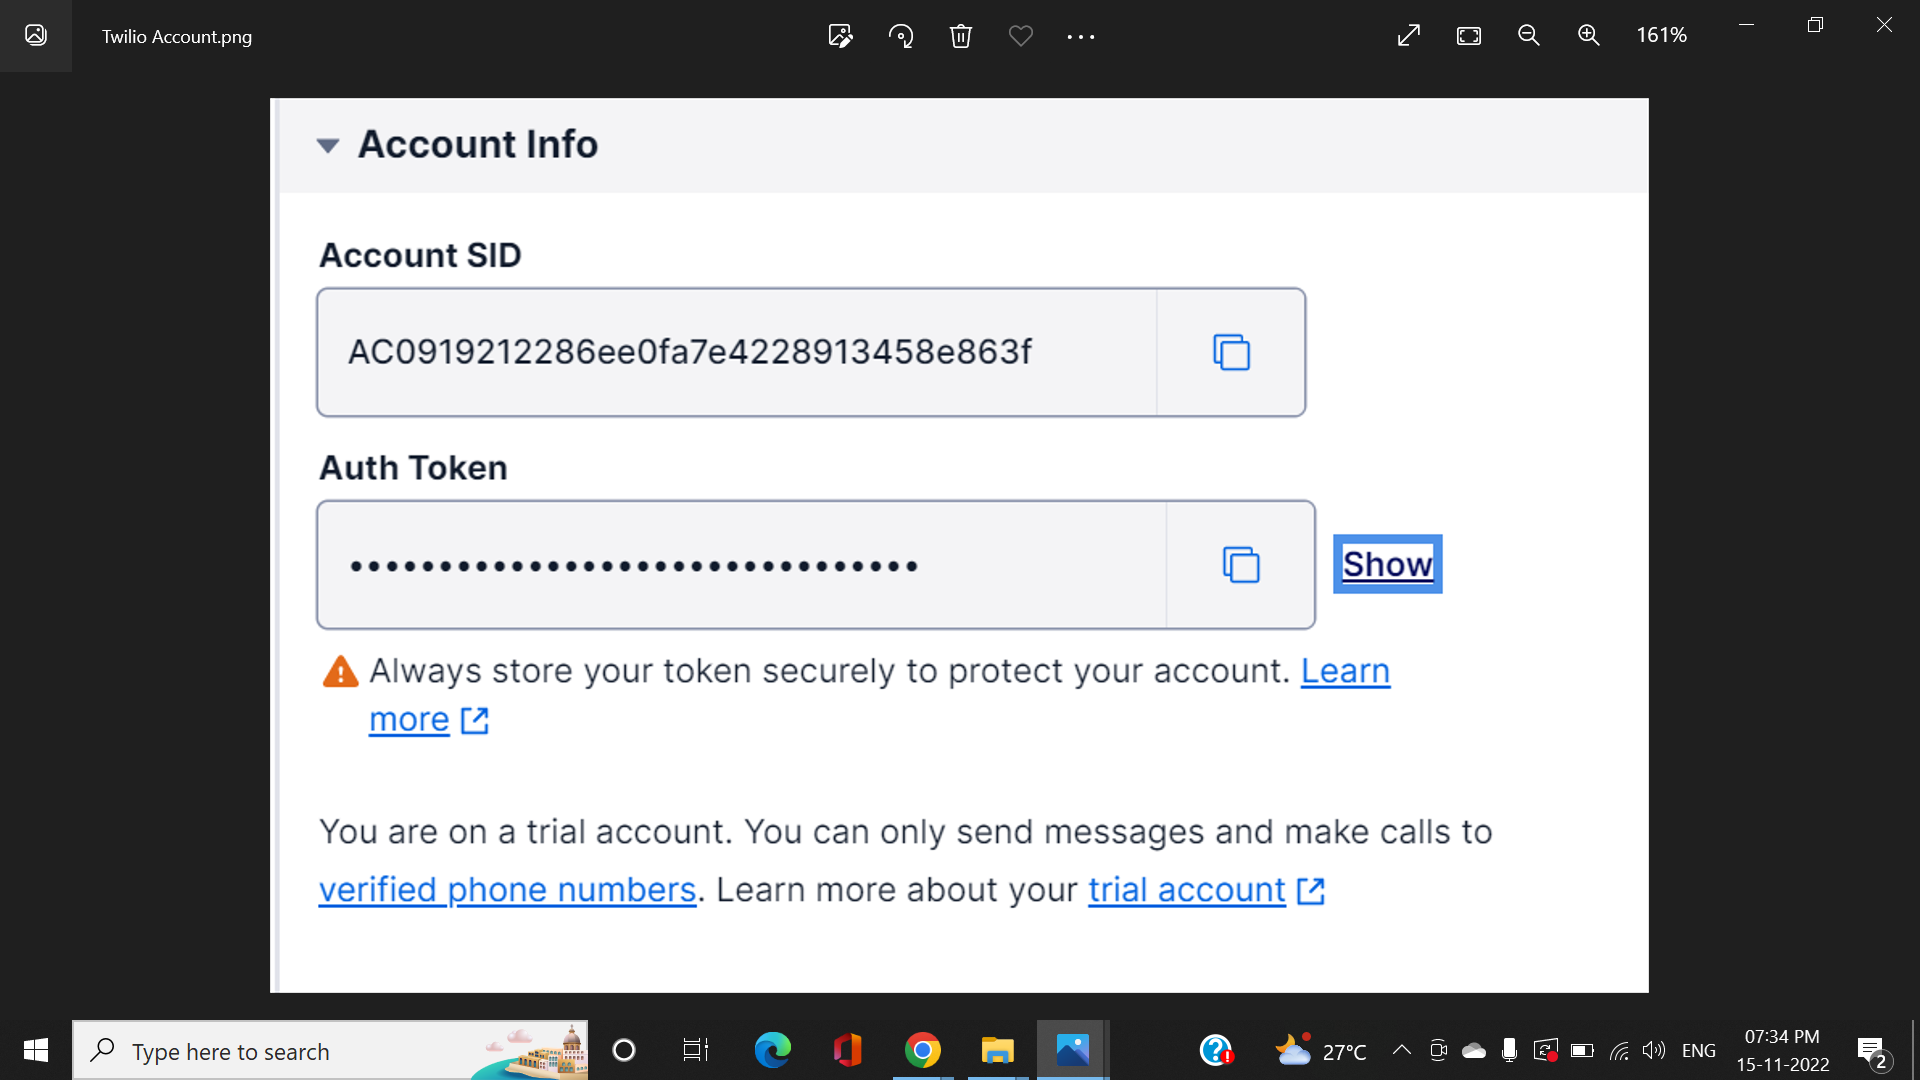 Twilio Account.png
161%
Account Info
Account SID
AC0919212286ee0fa7e4228913458e863f
Auth Token
••••••••••••••••••••••••••••••••
Show
Always store your token securely to protect your account. Learn
more
You are on a trial account. You can only send messages and make calls to
verified phone numbers. Learn more about your trial account
Type here to search
27°C
ENG
07:34 PM
15-11-2022
2